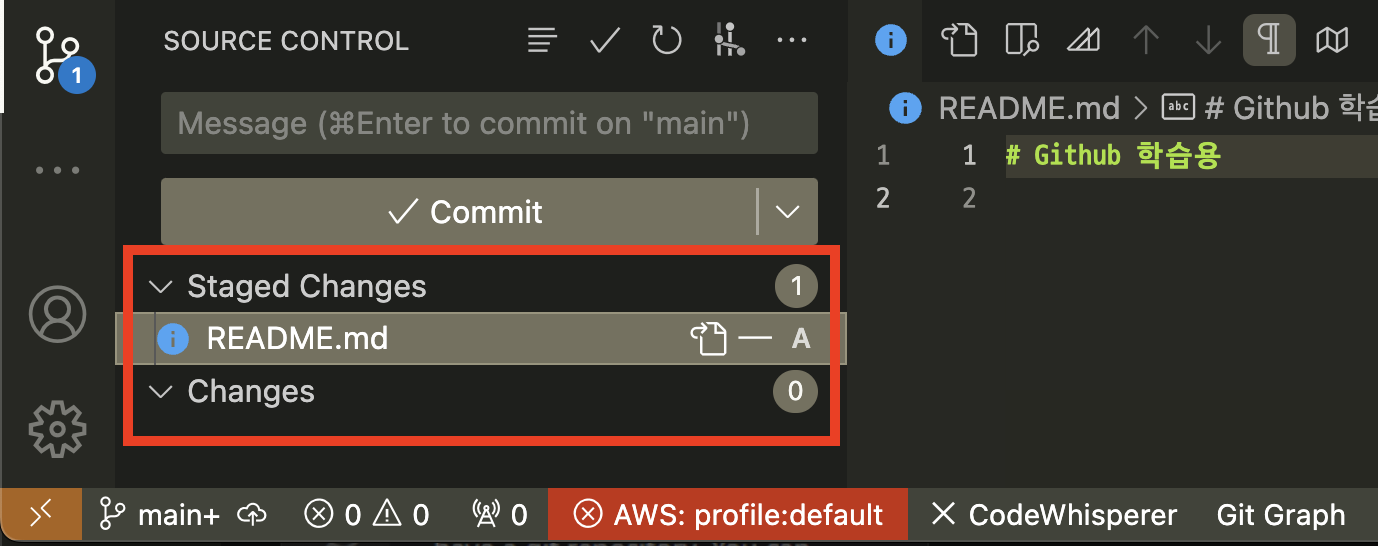 SOURCE CONTROL
1
Message (⌘Enter to commit on "main")
Commit
Staged Changes 1
README.md A
Changes 0
README.md > abc # Github 학습
1 1 # Github 학습용
2 2
main+ 0 0 0 AWS: profile:default CodeWhisperer Git Graph